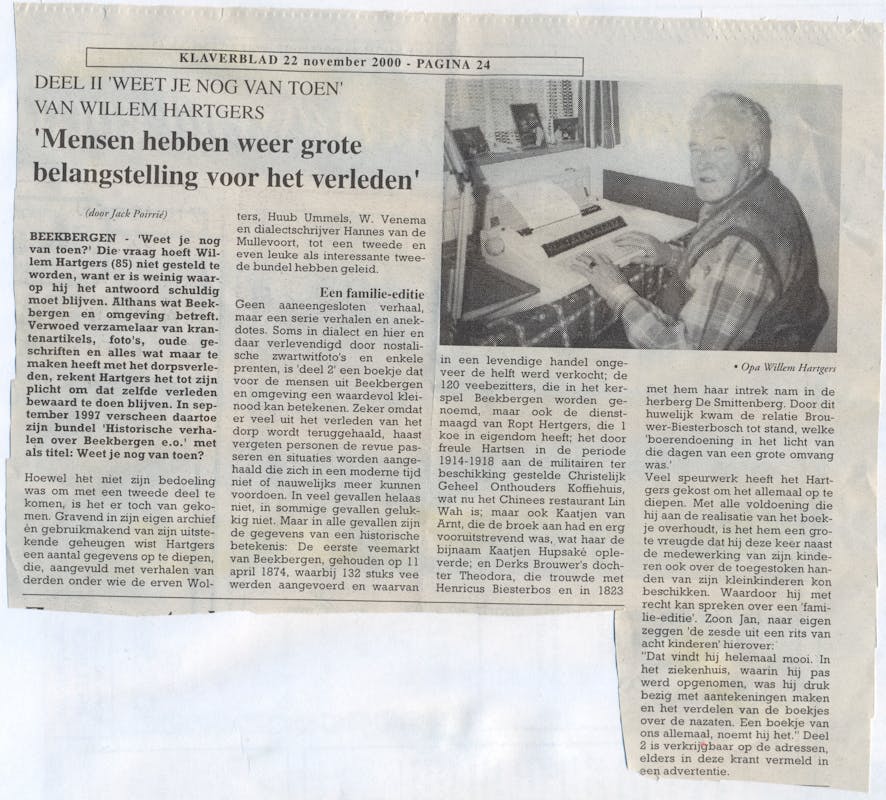 KLAVERBLAD 22 november 2000 - PAGINA 24
DEEL II 'WEET JE NOG VAN TOEN'
VAN WILLEM HARTGERS
'Mensen hebben weer grote
belangstelling voor het verleden'
(door Jack Poirrié)
BEEKBERGEN - 'Weet je nog
van toen?' Die vraag hoeft Wil-
lem Hartgers (85) niet gesteld te
worden, want er is weinig waar-
op hij het antwoord schuldig
moet blijven. Althans wat Beek-
bergen en omgeving betreft.
Verwoed verzamelaar van kran-
tenartikels, foto's, oude ge-
schriften en alles wat maar te
maken heeft met het dorpsverle-
den, rekent Hartgers het tot zijn
plicht om dat zelfde verleden
bewaard te doen blijven. In sep-
tember 1997 verscheen daartoe
zijn bundel 'Historische verha-
len over Beekbergen e.o.' met
als titel: Weet je nog van toen?
Hoewel het niet zijn bedoeling
was om met een tweede deel te
komen, is het er toch van geko-
men. Gravend in zijn eigen archief
èn gebruikmakend van zijn uitste-
kende geheugen wist Hartgers
een aantal gegevens op te diepen,
die, aangevuld met verhalen van
derden onder wie de erven Wol-
ters, Huub Ummels, W. Venema
en dialectschrijver Hannes van de
Mullevoort, tot een tweede en
even leuke als interessante twee-
de bundel hebben geleid.
Een familie-editie
Geen aaneengesloten verhaal,
maar een serie verhalen en anek-
dotes. Soms in dialect en hier en
daar verlevendigd door nostali-
sche zwartwitfoto's en enkele
prenten, is 'deel 2' een boekje dat
voor de mensen uit Beekbergen
en omgeving een waardevol klei-
nood kan betekenen. Zeker omdat
er veel uit het verleden van het
dorp wordt teruggehaald, haast
vergeten personen de revue pas-
seren en situaties worden aange-
haald die zich in een moderne tijd
niet of nauwelijks meer kunnen
voordoen. In veel gevallen helaas
niet, in sommige gevallen geluk-
kig niet. Maar in alle gevallen zijn
de gegevens van een historische
betekenis: De eerste veemarkt
van Beekbergen, gehouden op 11
april 1874, waarbij 132 stuks vee
werden aangevoerd en waarvan
in een levendige handel onge-
veer de helft werd verkocht; de
120 veebezitters, die in het ker-
spel Beekbergen worden ge-
noemd, maar ook de dienst-
maagd van Ropt Hertgers, die 1
koe in eigendom heeft; het door
freule Hartsen in de periode
1914-1918 aan de militairen ter
beschikking gestelde Christelijk
Geheel Onthouders Koffiehuis,
wat nu het Chinees restaurant Lin
Wah is; maar ook Kaatjen van
Arnt, die de broek aan had en erg
vooruitstrevend was, wat haar de
bijnaam Kaatjen Hupsaké ople-
verde; en Derks Brouwer's doch-
ter Theodora, die trouwde met
Henricus Biesterbos en in 1823
• Opa Willem Hartgers
met hem haar intrek nam in de
herberg De Smittenberg. Door dit
huwelijk kwam de relatie Brou-
wer-Biesterbosch tot stand, welke
'boerendoening in het licht van
die dagen van een grote omvang
was.'
Veel speurwerk heeft het Hart-
gers gekost om het allemaal op te
diepen. Met alle voldoening die
hij aan de realisatie van het boek-
je overhoudt, is het hem een gro-
te vreugde dat hij deze keer naast
de medewerking van zijn kinde-
ren ook over de toegestoken han-
den van zijn kleinkinderen kon
beschikken. Waardoor hij met
recht kan spreken over een 'fami-
lie-editie'. Zoon Jan, naar eigen
zeggen 'de zesde uit een rits van
acht kinderen' hierover:
"Dat vindt hij helemaal mooi. In
het ziekenhuis, waarin hij pas
werd opgenomen, was hij druk
bezig met aantekeningen maken
en het verdelen van de boekjes
over de nazaten. Een boekje van
ons allemaal, noemt hij het." Deel
2 is verkrijgbaar op de adressen,
elders in deze krant vermeld in
een advertentie.